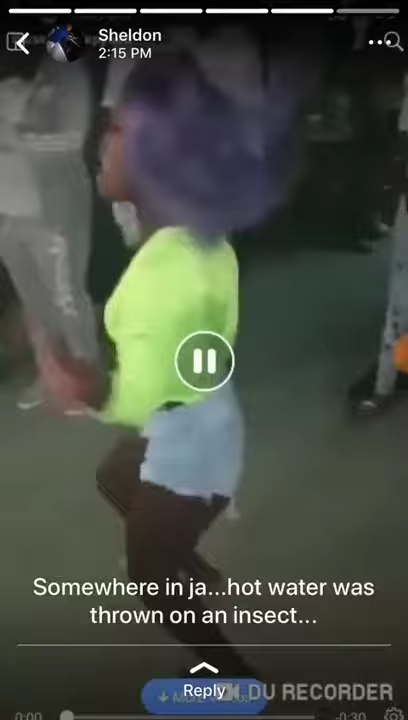 Sheldon
2:15 PM
Somewhere in ja...hot water was
thrown on an insect...
Reply
DU RECORDER
0:00
-0:30